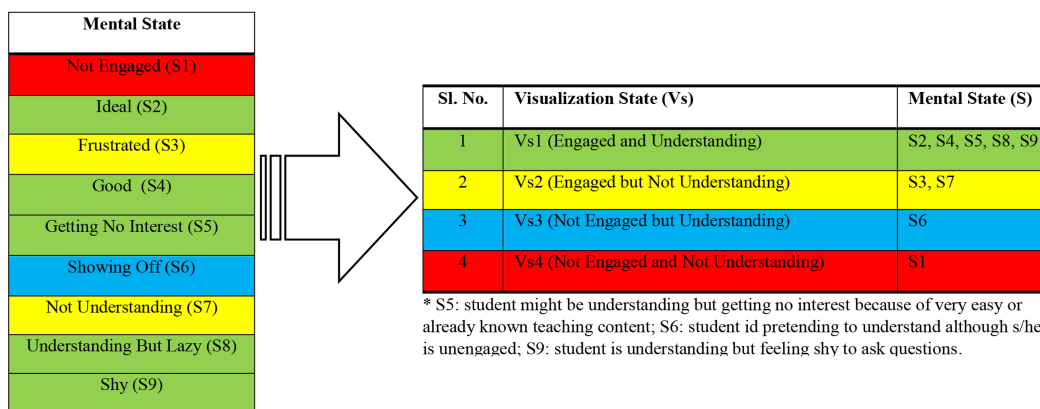 Mental State
Not Engaged (S1)
Ideal (S2)
Frustrated (S3)
Good (S4)
Getting No Interest (S5)
Showing Off (S6)
Not Understanding (S7)
Understanding But Lazy (S8)
Shy (S9)
Sl. No. Visualization State (Vs) Mental State (S)
1 Vs1 (Engaged and Understanding) S2, S4, S5, S8, S9
2 Vs2 (Engaged but Not Understanding) S3, S7
3 Vs3 (Not Engaged but Understanding) S6
4 Vs4 (Not Engaged and Not Understanding) S1
* S5: student might be understanding but getting no interest because of very easy or
already known teaching content; S6: student id pretending to understand although s/he
is unengaged; S9: student is understanding but feeling shy to ask questions.